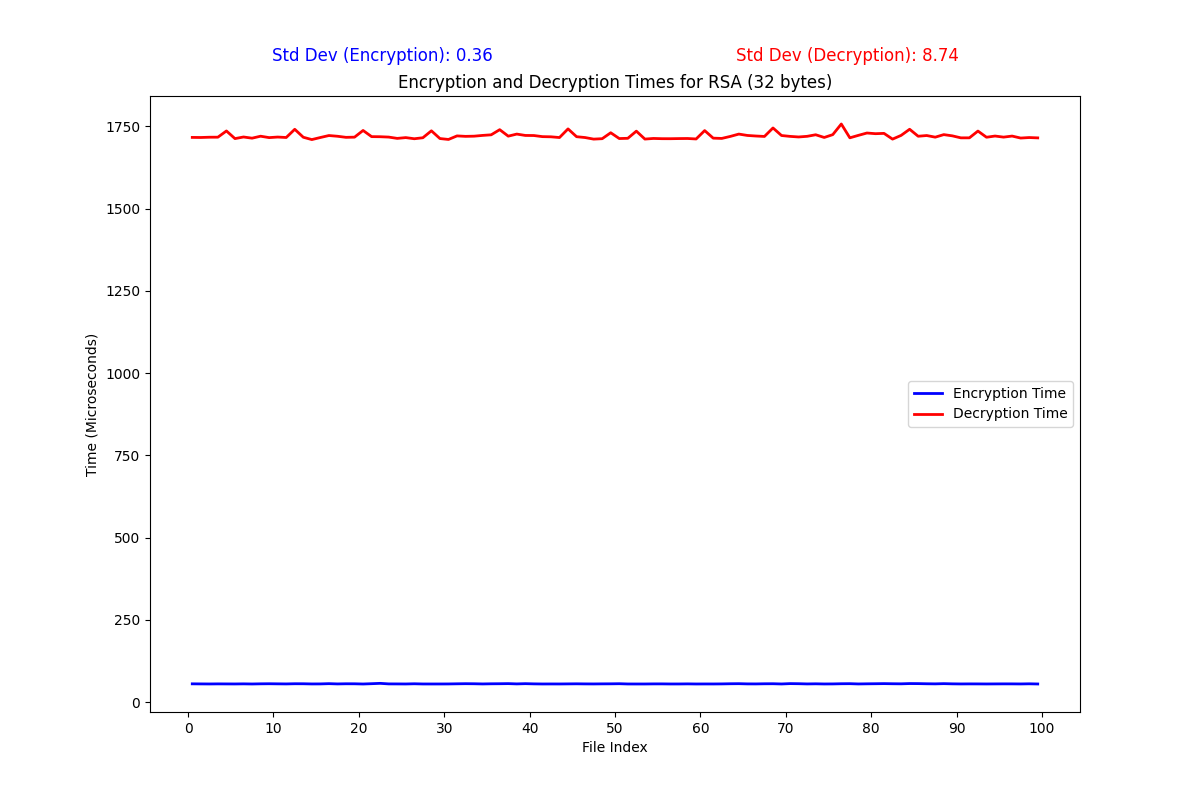 Std Dev (Encryption): 0.36
Std Dev (Decryption): 8.74
Encryption and Decryption Times for RSA (32 bytes)
1750
1500
1250
1000
750
500
250
0
Time (Microseconds)
Encryption Time
Decryption Time
0 10 20 30 40 50 60 70 80 90 100
File Index